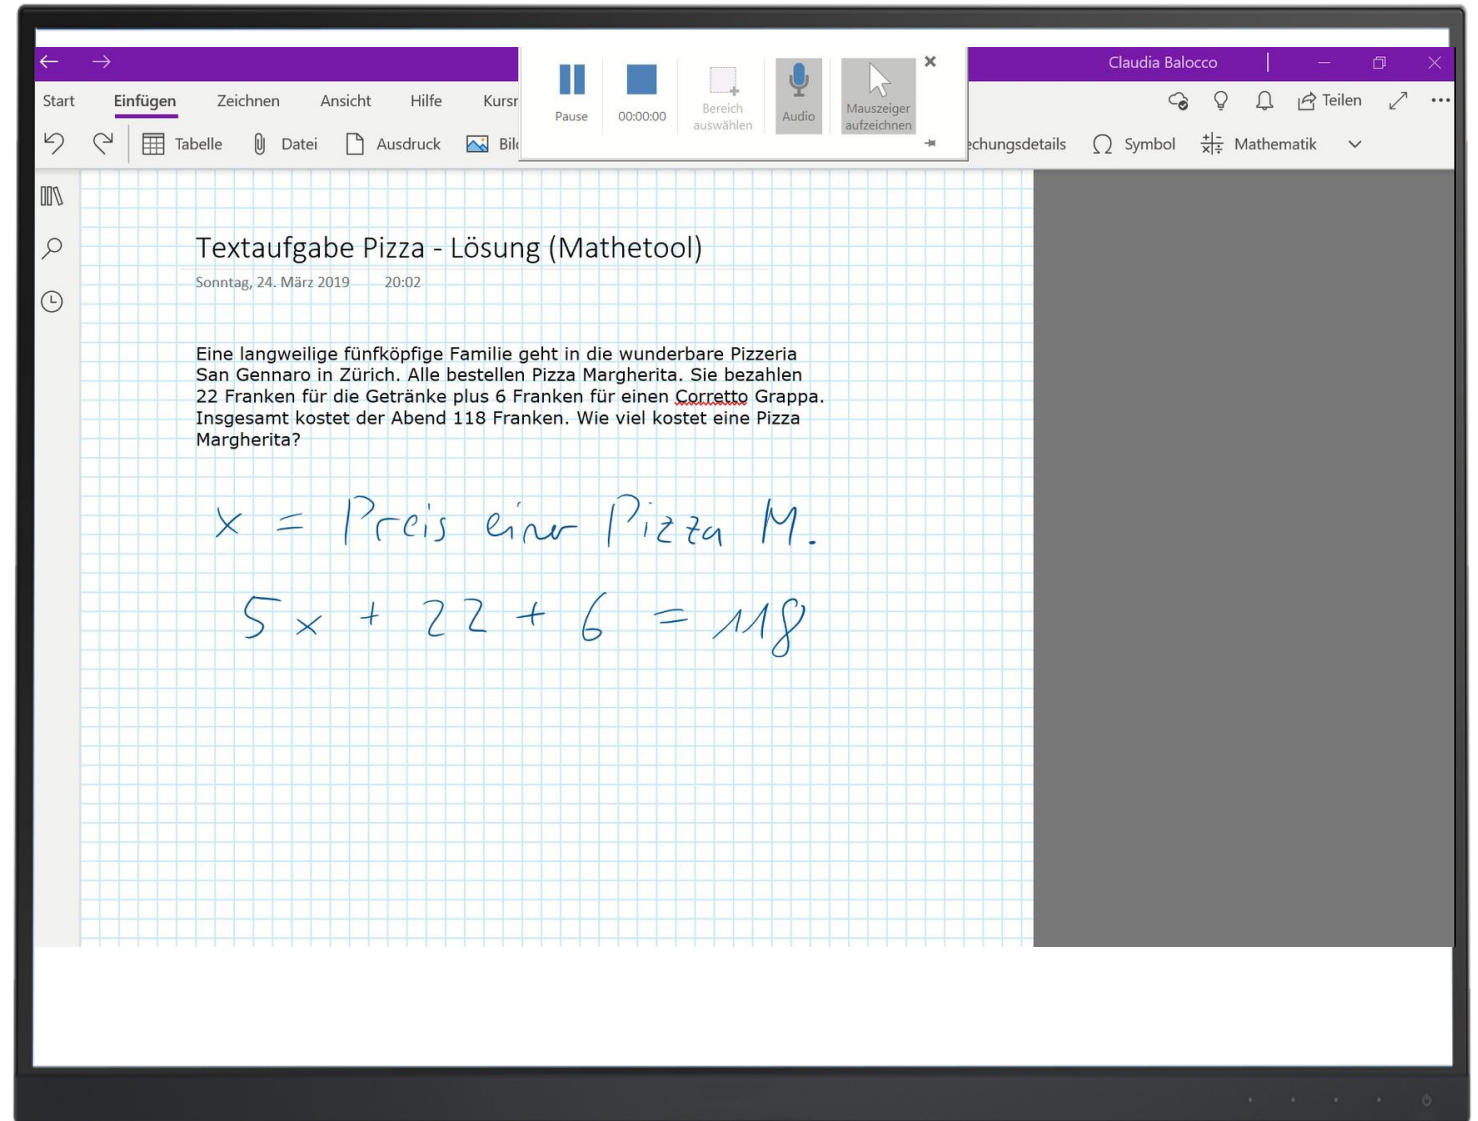 Claudia Balocco
Start Einfügen Zeichnen Ansicht Hilfe Kursr
Pause 00:00:00 Bereich auswählen Audio Mauszeiger aufzeichnen
Teilen
Tabelle Datei Ausdruck Bild echungsdetails Symbol Mathematik
Textaufgabe Pizza - Lösung (Mathetool)
Sonntag, 24. März 2019 20:02
Eine langweilige fünfköpfige Familie geht in die wunderbare Pizzeria
San Gennaro in Zürich. Alle bestellen Pizza Margherita. Sie bezahlen
22 Franken für die Getränke plus 6 Franken für einen Corretto Grappa.
Insgesamt kostet der Abend 118 Franken. Wie viel kostet eine Pizza
Margherita?
x = Preis einer Pizza M.
5x + 22 + 6 = 118